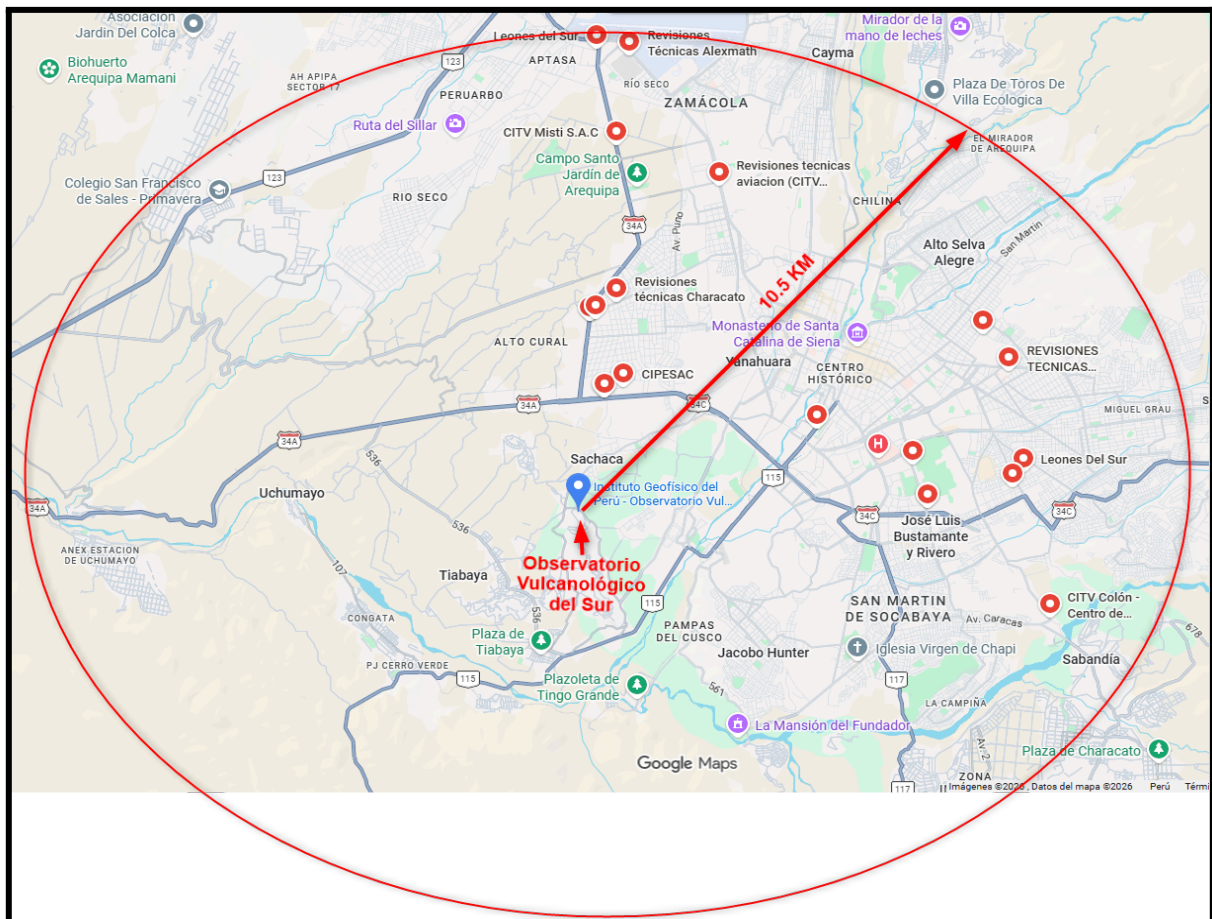 Asociación
Jardin Del Colca
Leones del Sur
Revisiones
Técnicas Alexmath
Mirador de la
mano de leches
Cayma
123
APTASA
Biohuerto
Arequipa Mamani
AH APIPA
SECTOR 17
PERUARBO
RÍO SECO
ZAMÁCOLA
Plaza De Toros De
Villa Ecologica
Ruta del Sillar
CITV Misti S.A.C
EL MIRADOR
DE AREQUIPA
Campo Santo
Jardín de
Arequipa
Revisiones tecnicas
aviacion (CITV...
Colegio San Francisco
de Sales - Primavera
123
RIO SECO
CHILINA
34A
Av. Puno
San Martin
Alto Selva
Alegre
10.5 KM
Revisiones
técnicas Characato
Monasterio de Santa
Catalina de Siena
ALTO CURAL
Yanahuara
CENTRO
HISTÓRICO
REVISIONES
TECNICAS...
CIPESAC
34A
34C
MIGUEL GRAU
S
34A
536
H
Sachaca
Leones Del Sur
115
Instituto Geofísico del
Perú - Observatorio Vul...
Uchumayo
34A
536
34C
34C
José Luis
Bustamante
y Rivero
ANEX ESTACION
DE UCHUMAYO
107
Observatorio
Vulcanológico
del Sur
Tiabaya
115
SAN MARTIN
DE SOCABAYA
CITV Colón -
Centro de...
CONGATA
536
PAMPAS
DEL CUSCO
Av. Caracas
678
Plaza de
Tiabaya
Jacobo Hunter
Iglesia Virgen de Chapi
Sabandía
PJ CERRO VERDE
115
Plazoleta de
Tingo Grande
561
117
LA CAMPIÑA
La Mansión del Fundador
Av. 2
Plaza de Characato
Google Maps
ZONA
117
Imágenes ©2026, Datos del mapa ©2026 Perú Térmi